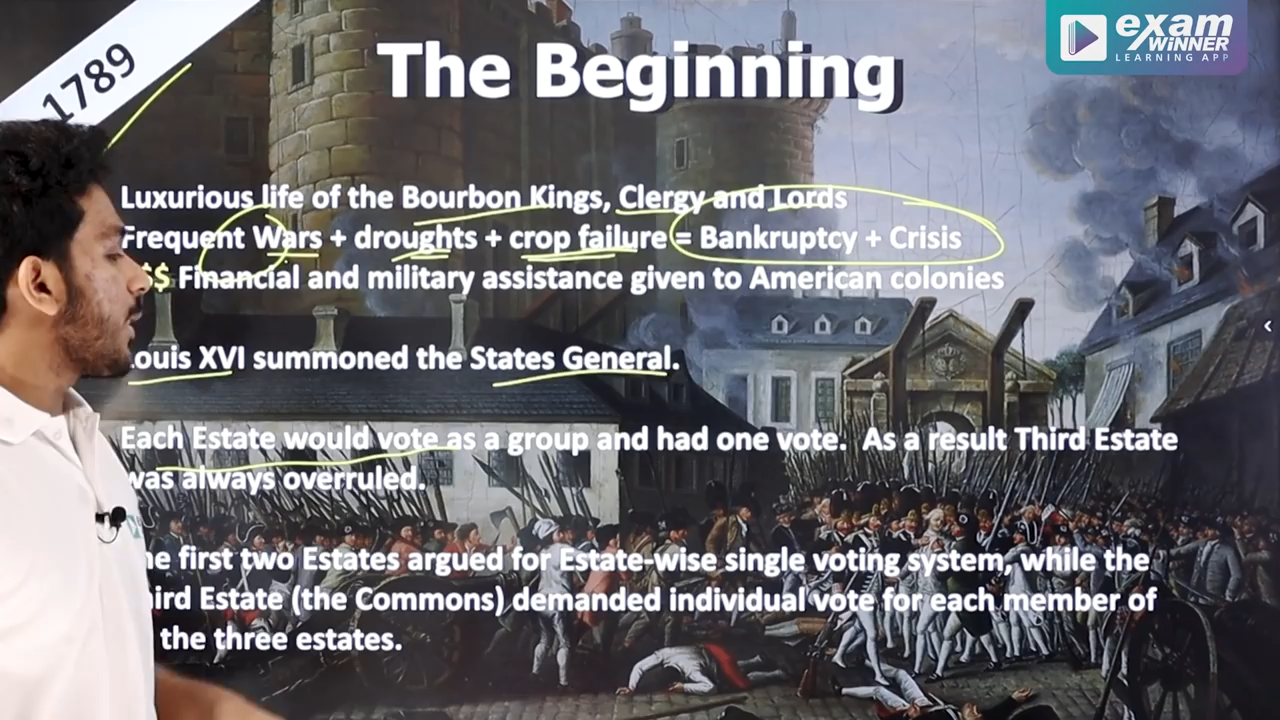 1789
The Beginning
exam
WINNER
LEARNING APP
Luxurious life of the Bourbon Kings, Clergy and Lords
Frequent Wars + droughts + crop failure = Bankruptcy + Crisis
$$ Financial and military assistance given to American colonies
Louis XVI summoned the States General.
Each Estate would vote as a group and had one vote. As a result Third Estate
was always overruled.
he first two Estates argued for Estate-wise single voting system, while the
hird Estate (the Commons) demanded individual vote for each member of
the three estates.